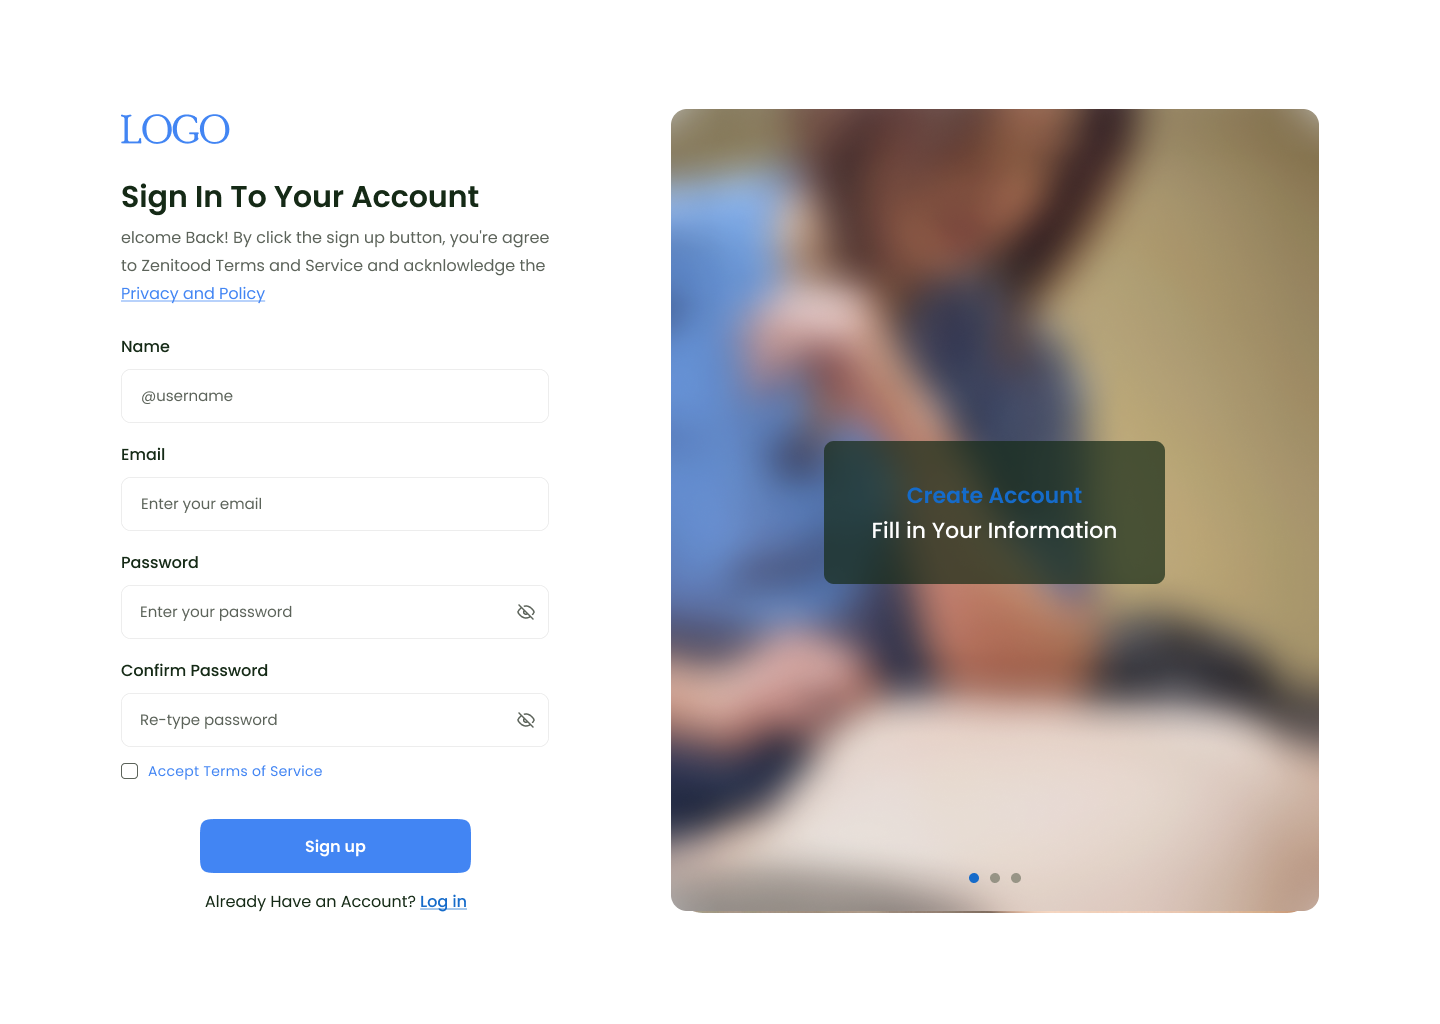 LOGO
Sign In To Your Account
elcome Back! By click the sign up button, you're agree
to Zenitood Terms and Service and acknlowledge the
Privacy and Policy
Name
@username
Email
Enter your email
Password
Enter your password
Confirm Password
Re-type password
Accept Terms of Service
Sign up
Already Have an Account? Log in
Create Account
Fill in Your Information